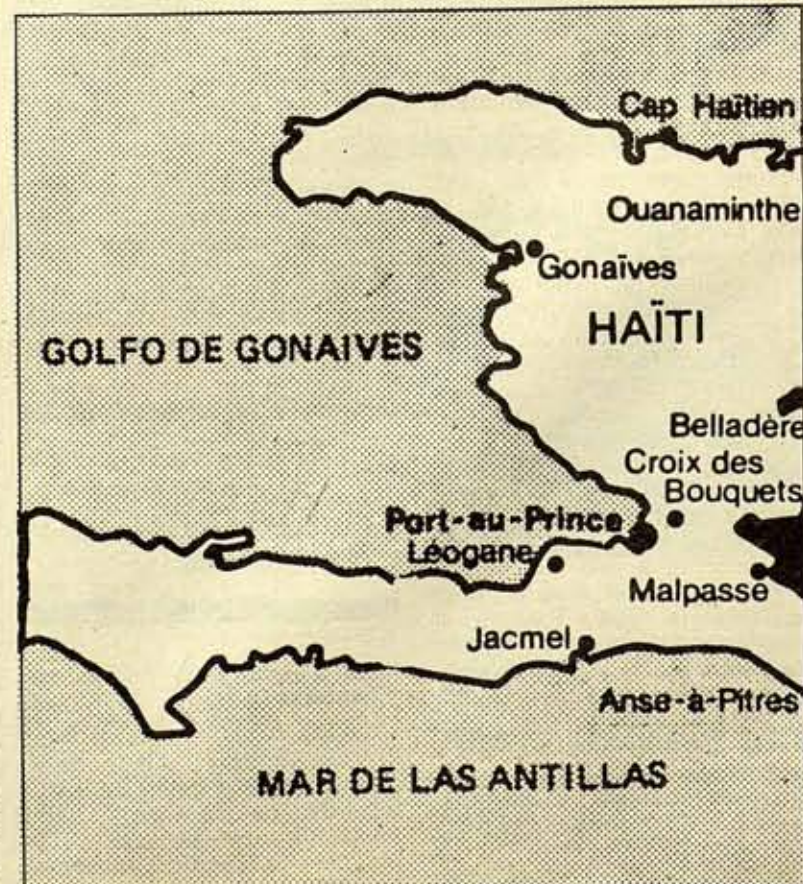 Cap Haïtien
Ouanaminthe
Gonaïves
HAÏTI
GOLFO DE GONAIVES
Belladère
Croix des
Bouquets
Port-au-Prince
Léogane
Malpasse
Jacmel
Anse-à-Pitres
MAR DE LAS ANTILLAS